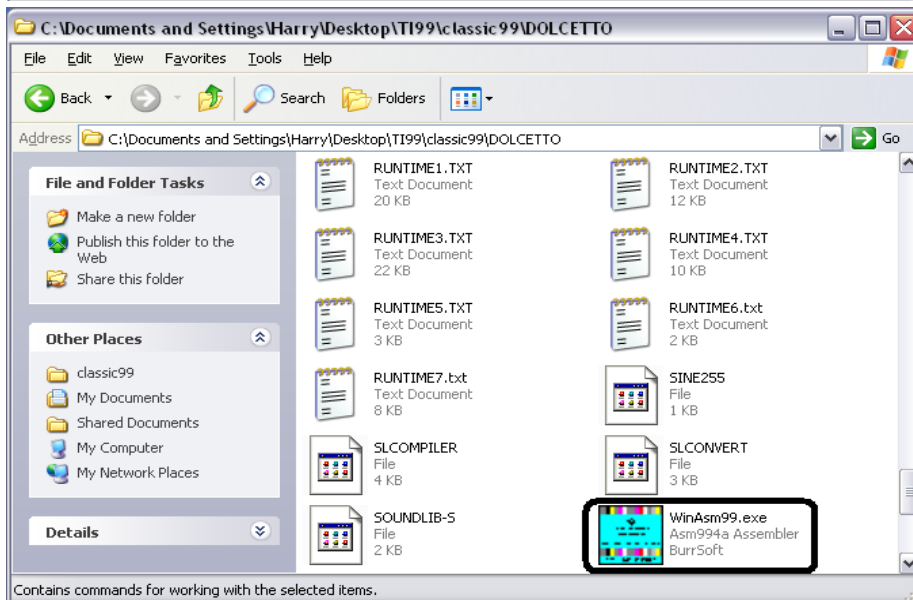 C:\Documents and Settings\Harry\Desktop\TI99\classic99\DOLCETTO
File Edit View Favorites Tools Help
Back Search Folders
Address C:\Documents and Settings\Harry\Desktop\TI99\classic99\DOLCETTO Go
File and Folder Tasks
Make a new folder
Publish this folder to the
Web
Share this folder
Other Places
classic99
My Documents
Shared Documents
My Computer
My Network Places
Details
RUNTIME1.TXT
Text Document
20 KB
RUNTIME2.TXT
Text Document
12 KB
RUNTIME3.TXT
Text Document
22 KB
RUNTIME4.TXT
Text Document
10 KB
RUNTIME5.TXT
Text Document
3 KB
RUNTIME6.txt
Text Document
2 KB
RUNTIME7.txt
Text Document
8 KB
SINE255
File
1 KB
SLCOMPILER
File
4 KB
SLCONVERT
File
3 KB
SOUNDLIB-S
File
2 KB
WinAsm99.exe
Asm994a Assembler
BurrSoft
Contains commands for working with the selected items.